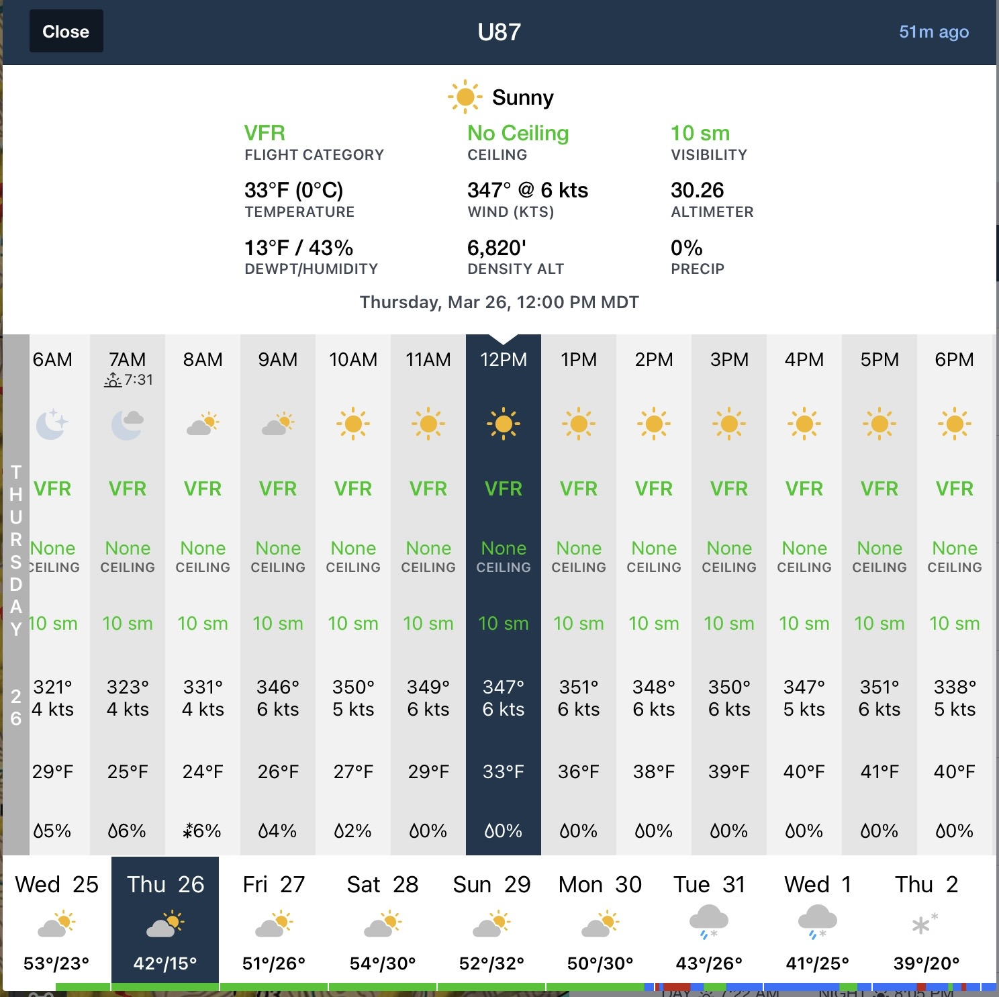 Close U87 51m ago
Sunny
VFR No Ceiling 10 sm
FLIGHT CATEGORY CEILING VISIBILITY
33°F (0°C) 347° @ 6 kts 30.26
TEMPERATURE WIND (KTS) ALTIMETER
13°F / 43% 6,820' 0%
DEWPT/HUMIDITY DENSITY ALT PRECIP
Thursday, Mar 26, 12:00 PM MDT
THURSDAY 26
6AM 7AM 8AM 9AM 10AM 11AM 12PM 1PM 2PM 3PM 4PM 5PM 6PM
7:31
VFR VFR VFR VFR VFR VFR VFR VFR VFR VFR VFR VFR VFR
None None None None None None None None None None None None None
CEILING CEILING CEILING CEILING CEILING CEILING CEILING CEILING CEILING CEILING CEILING CEILING CEILING
10 sm 10 sm 10 sm 10 sm 10 sm 10 sm 10 sm 10 sm 10 sm 10 sm 10 sm 10 sm 10 sm
321° 323° 331° 346° 350° 349° 347° 351° 348° 350° 347° 351° 338°
4 kts 4 kts 4 kts 6 kts 5 kts 6 kts 6 kts 6 kts 6 kts 6 kts 5 kts 6 kts 5 kts
29°F 25°F 24°F 26°F 27°F 29°F 33°F 36°F 38°F 39°F 40°F 41°F 40°F
5% 6% 6% 4% 2% 0% 0% 0% 0% 0% 0% 0% 0%
Wed 25 Thu 26 Fri 27 Sat 28 Sun 29 Mon 30 Tue 31 Wed 1 Thu 2
53°/23° 42°/15° 51°/26° 54°/30° 52°/32° 50°/30° 43°/26° 41°/25° 39°/20°
DAY 7:22 AM NIGHT 8:05 PM